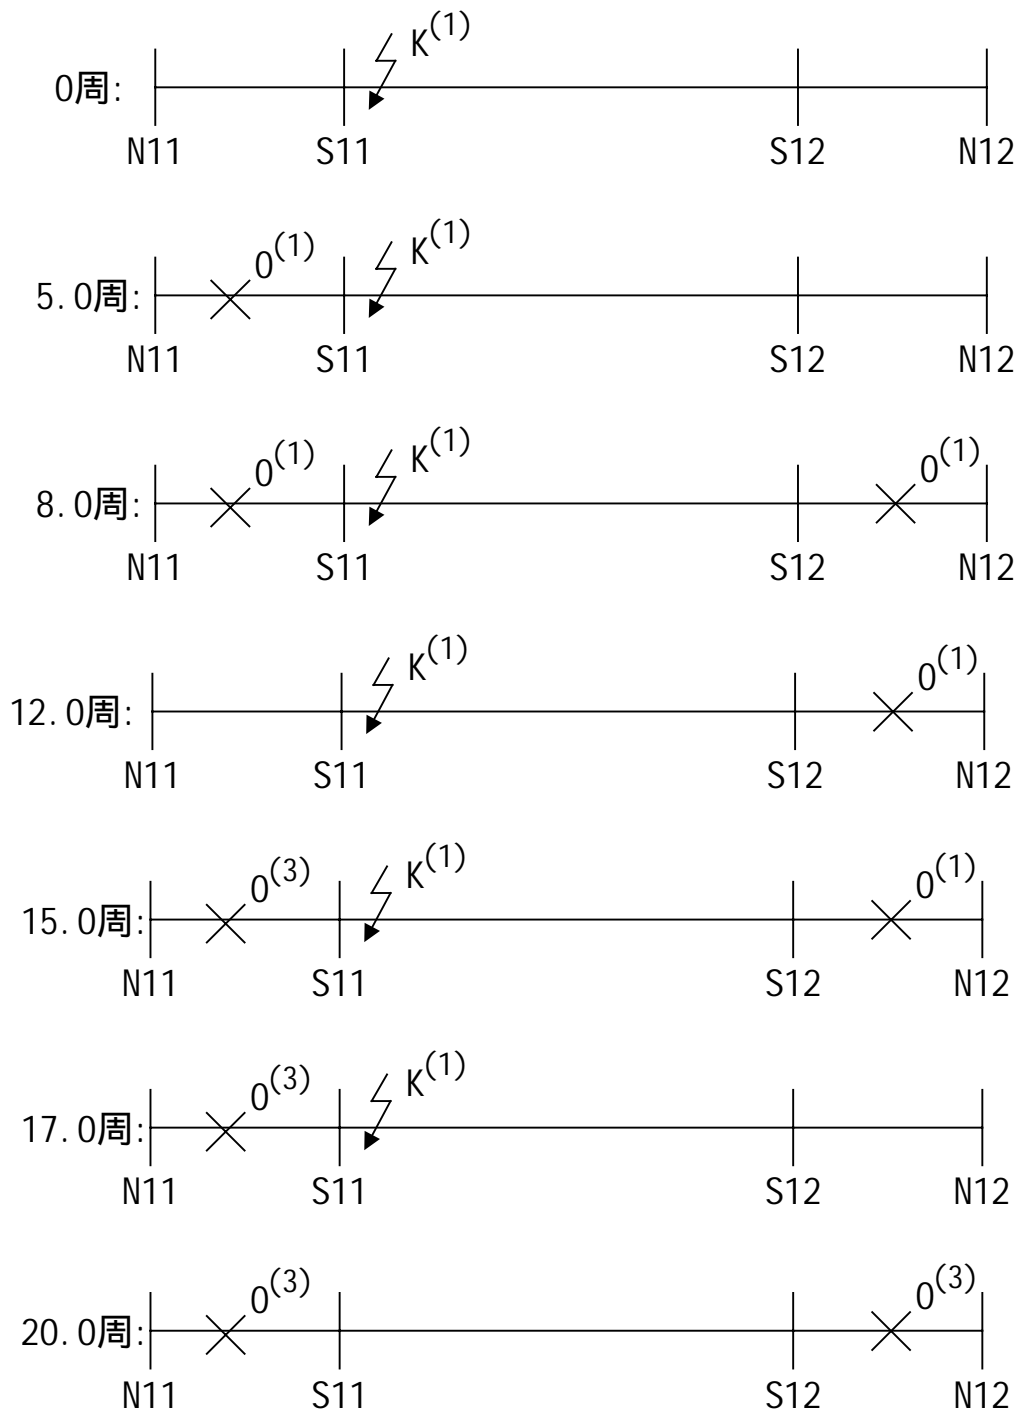 K(1)
0周:
N11 S11 S12 N12
O(1) K(1)
5.0周:
N11 S11 S12 N12
O(1) K(1) O(1)
8.0周:
N11 S11 S12 N12
K(1) O(1)
12.0周:
N11 S11 S12 N12
O(3) K(1) O(1)
15.0周:
N11 S11 S12 N12
O(3) K(1)
17.0周:
N11 S11 S12 N12
O(3) O(3)
20.0周:
N11 S11 S12 N12